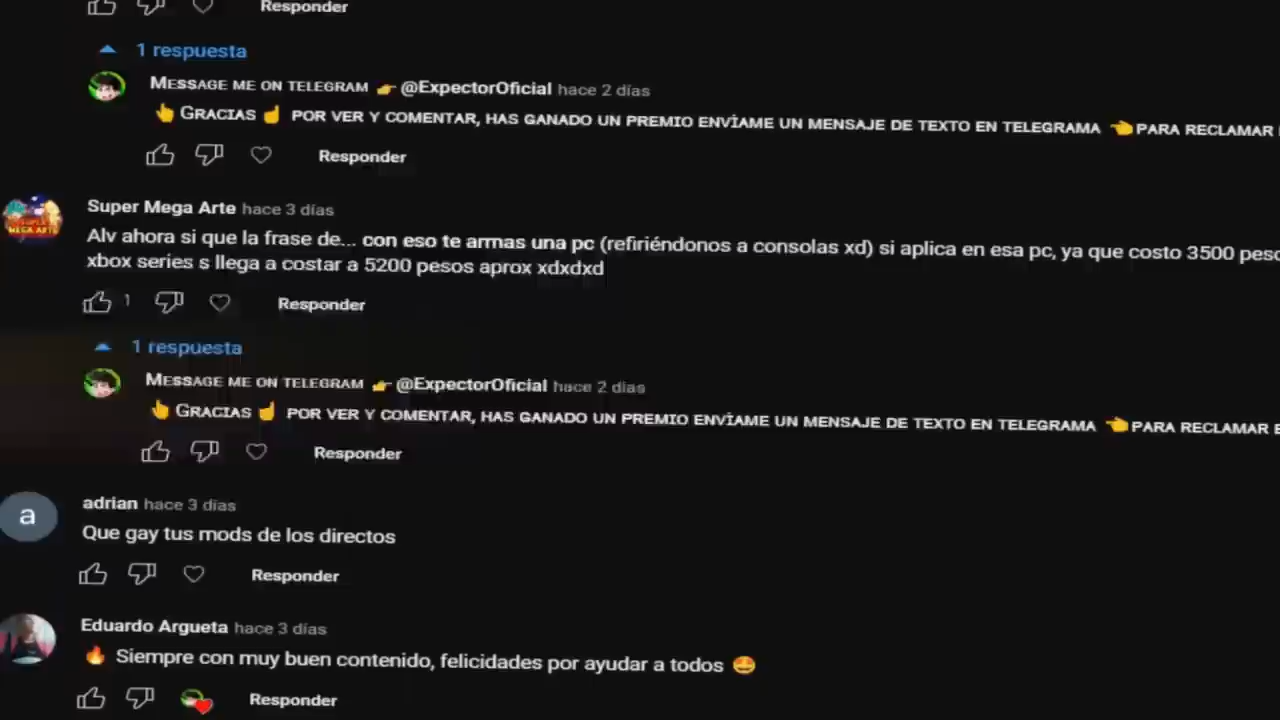 Responder
1 respuesta
Message me on telegram 👉 @ExpectorOficial hace 2 días
👆 Gracias ☝ por ver y comentar, has ganado un premio envíame un mensaje de texto en telegrama 👈 para reclamar
Responder
Super Mega Arte hace 3 días
Alv ahora si que la frase de... con eso te armas una pc (refiriéndonos a consolas xd) si aplica en esa pc, ya que costo 3500 peso
xbox series s llega a costar a 5200 pesos aprox xdxdxd
1 Responder
1 respuesta
Message me on telegram 👉 @ExpectorOficial hace 2 días
👆 Gracias ☝ por ver y comentar, has ganado un premio envíame un mensaje de texto en telegrama 👈 para reclamar
Responder
a
adrian hace 3 días
Que gay tus mods de los directos
Responder
Eduardo Argueta hace 3 días
🔥 Siempre con muy buen contenido, felicidades por ayudar a todos 🤩
Responder